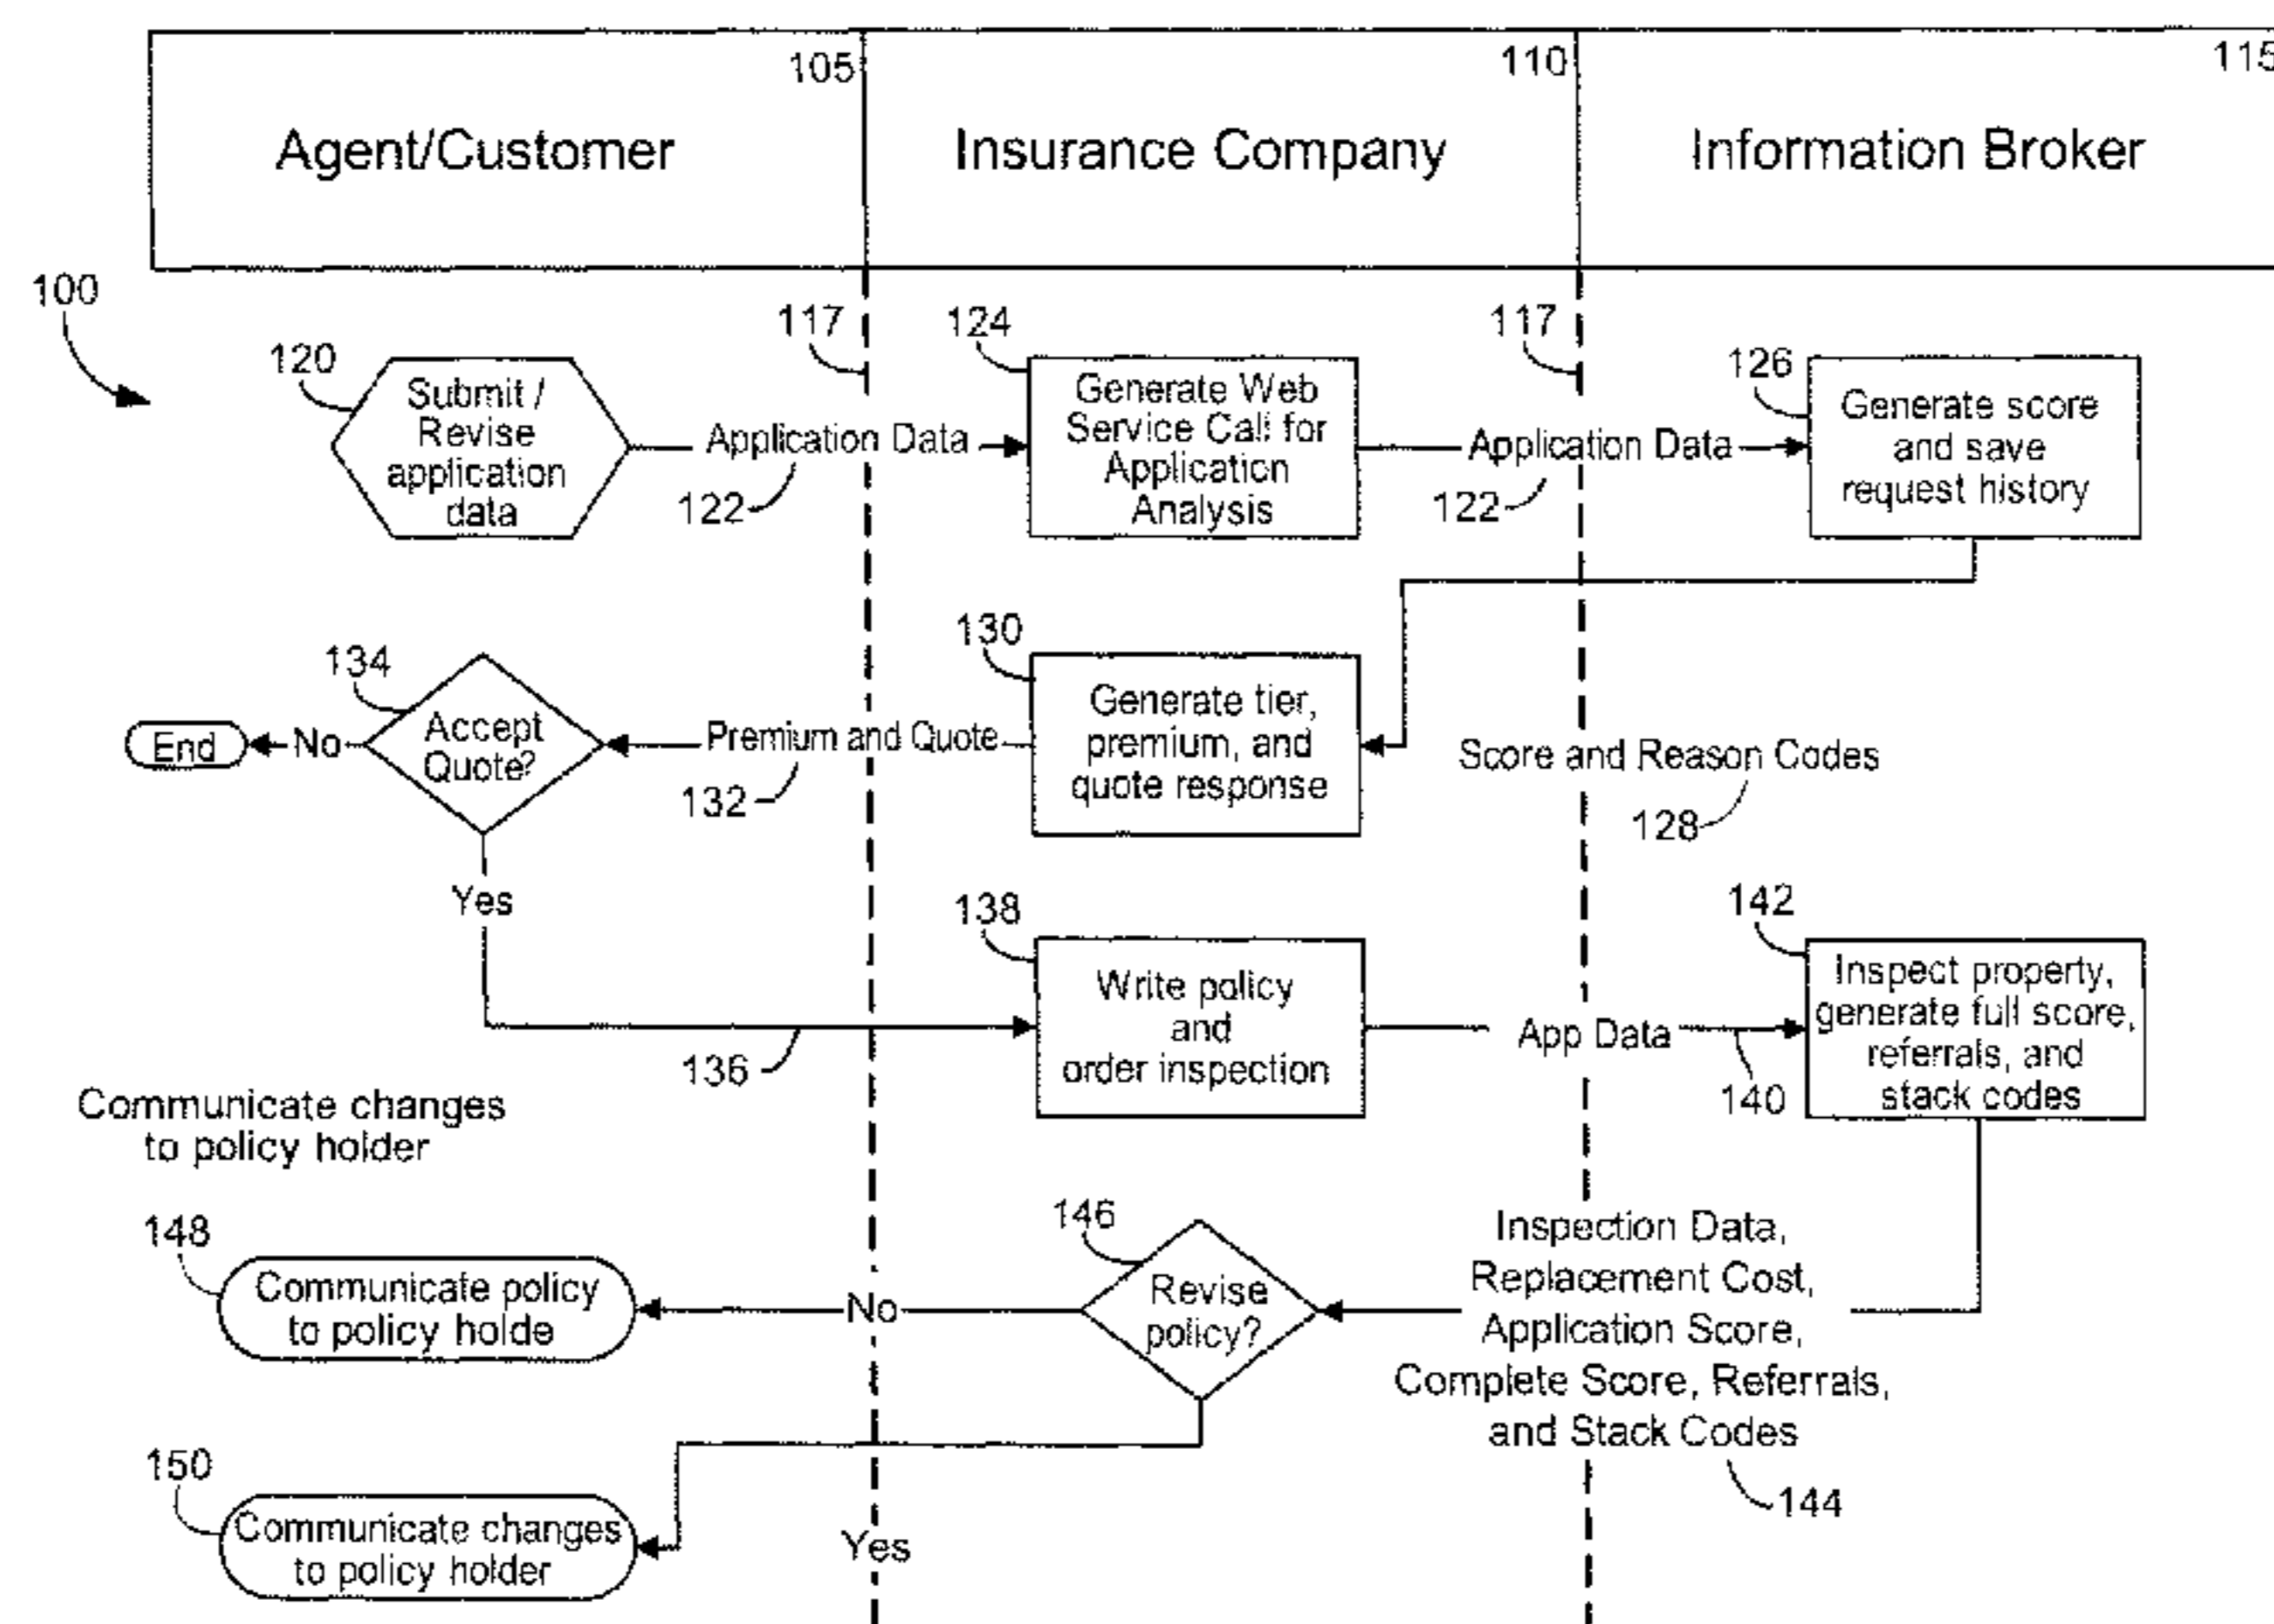 105
110
115
Agent/Customer
Insurance Company
Information Broker
100
117
124
117
120
126
Submit /
Revise
application
data
Application Data
122
Generate Web
Service Call for
Application
Analysis
Application Data
122
Generate score
and save
request history
130
134
Generate tier,
premium, and
quote response
Premium and Quote
132
Accept
Quote?
No
End
Score and Reason Codes
128
Yes
138
142
Write policy
and
order inspection
App Data
140
Inspect property,
generate full score,
referrals, and
stack codes
136
Communicate changes
to policy holder
148
146
Communicate policy
to policy holde
No
Revise
policy?
Inspection Data,
Replacement Cost,
Application Score,
Complete Score, Referrals,
and Stack Codes
144
150
Communicate changes
to policy holder
Yes